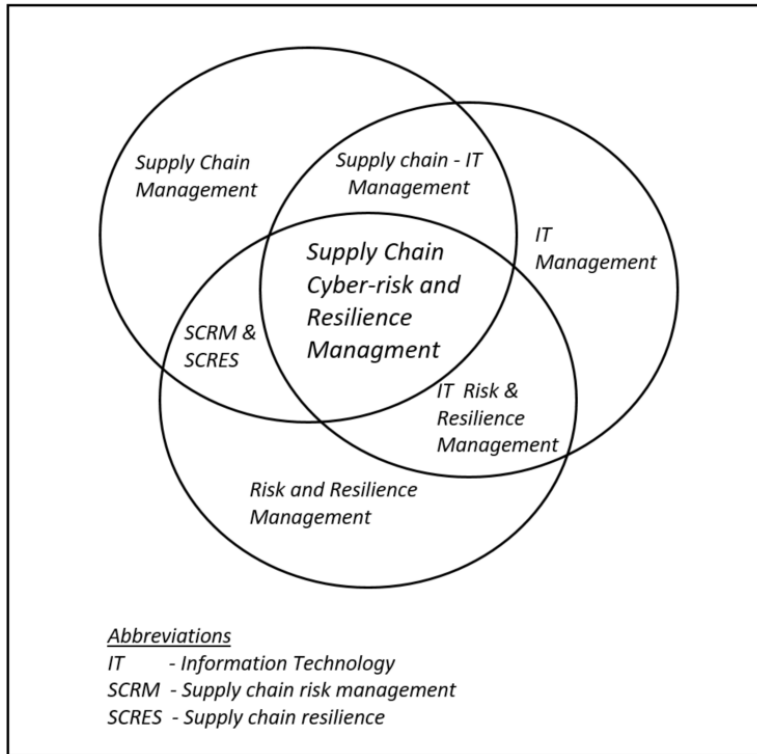 Supply Chain
Management
Supply chain - IT
Management
IT
Management
Supply Chain
Cyber-risk and
Resilience
Managment
SCRM &
SCRES
IT Risk &
Resilience
Management
Risk and Resilience
Management
Abbreviations
IT - Information Technology
SCRM - Supply chain risk management
SCRES - Supply chain resilience